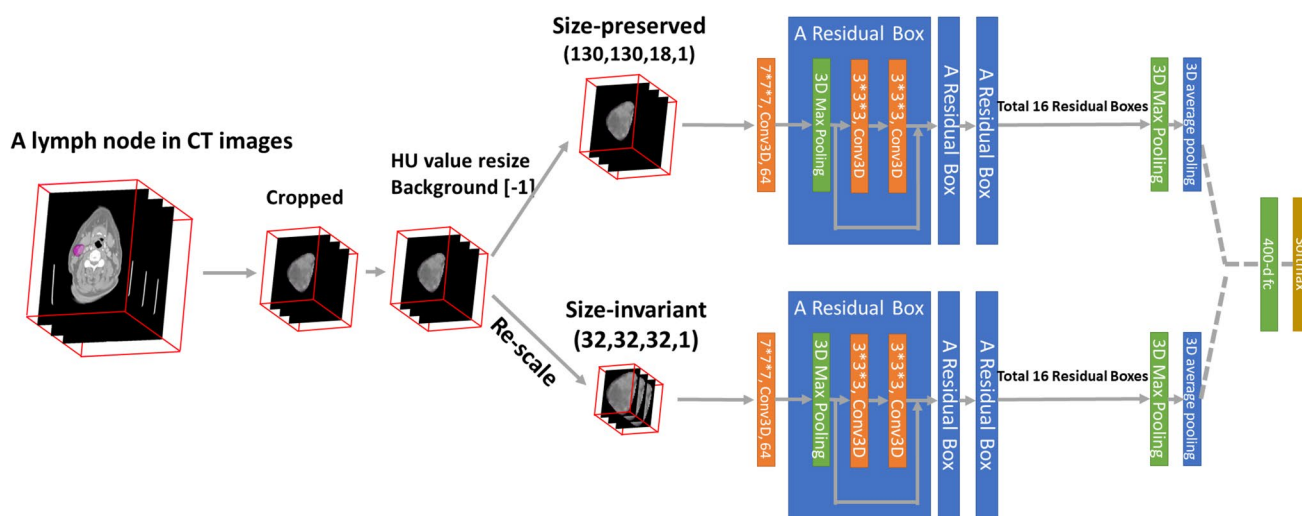 A lymph node in CT images
Cropped
HU value resize
Background [-1]
Size-preserved
(130,130,18,1)
7*7*7, Conv3D, 64
A Residual Box
3D Max Pooling
3*3*3, Conv3D
3*3*3, Conv3D
A Residual Box
A Residual Box
Total 16 Residual Boxes
3D Max Pooling
3D average pooling
Re-scale
Size-invariant
(32,32,32,1)
7*7*7, Conv3D, 64
A Residual Box
3D Max Pooling
3*3*3, Conv3D
3*3*3, Conv3D
A Residual Box
A Residual Box
Total 16 Residual Boxes
3D Max Pooling
3D average pooling
400-d fc
Softmax